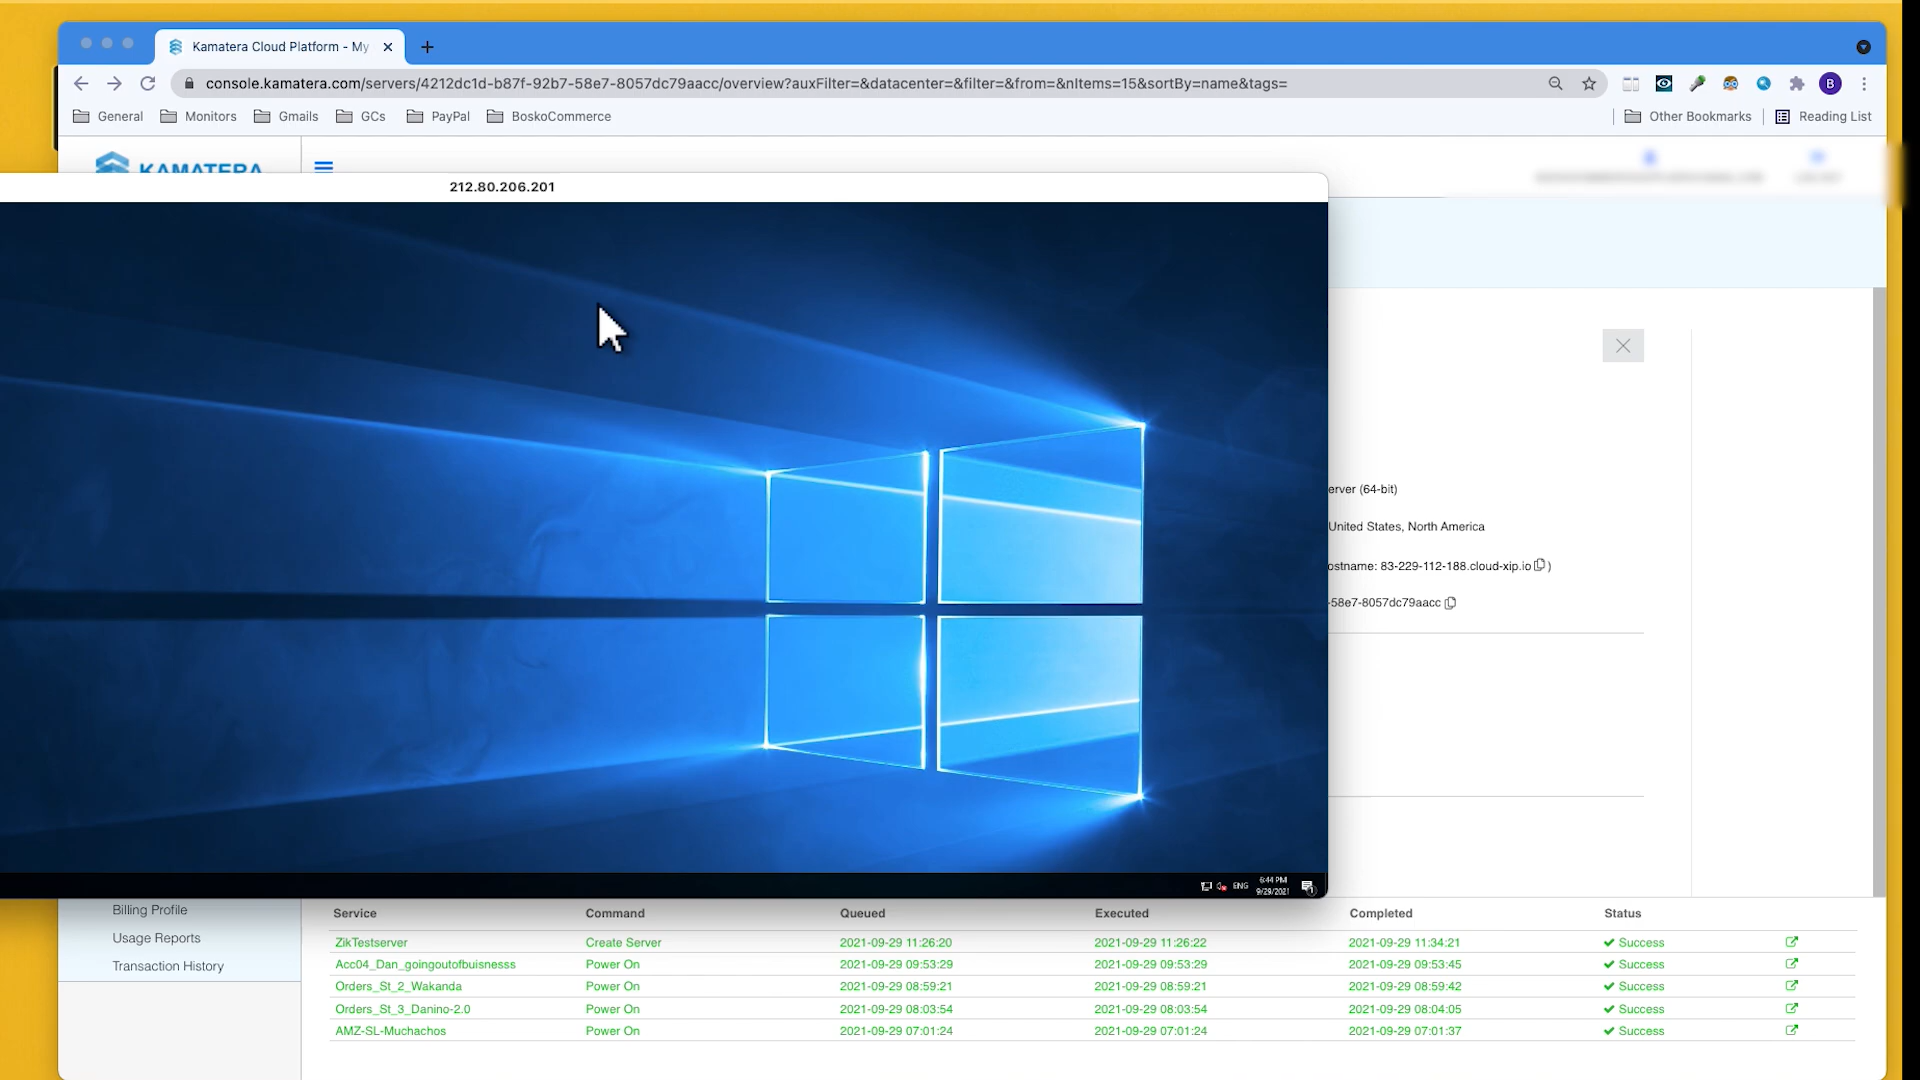 Kamatera Cloud Platform - My
console.kamatera.com/servers/4212dc1d-b87f-92b7-58e7-8057dc79aacc/overview?auxFilter=&datacenter=&filter=&from=&nItems=15&sortBy=name&tags=
B
General Monitors Gmails GCs PayPal BoskoCommerce Other Bookmarks Reading List
KAMATERA
212.80.206.201
erver (64-bit)
United States, North America
ostname: 83-229-112-188.cloud-xip.io )
-58e7-8057dc79aacc
ENG 6:44 PM
9/29/2021
Billing Profile
Usage Reports
Transaction History
Service Command Queued Executed Completed Status
ZikTestserver Create Server 2021-09-29 11:26:20 2021-09-29 11:26:22 2021-09-29 11:34:21 Success
Acc04_Dan_goingoutofbuisnesss Power On 2021-09-29 09:53:29 2021-09-29 09:53:29 2021-09-29 09:53:45 Success
Orders_St_2_Wakanda Power On 2021-09-29 08:59:21 2021-09-29 08:59:21 2021-09-29 08:59:42 Success
Orders_St_3_Danino-2.0 Power On 2021-09-29 08:03:54 2021-09-29 08:03:54 2021-09-29 08:04:05 Success
AMZ-SL-Muchachos Power On 2021-09-29 07:01:24 2021-09-29 07:01:24 2021-09-29 07:01:37 Success